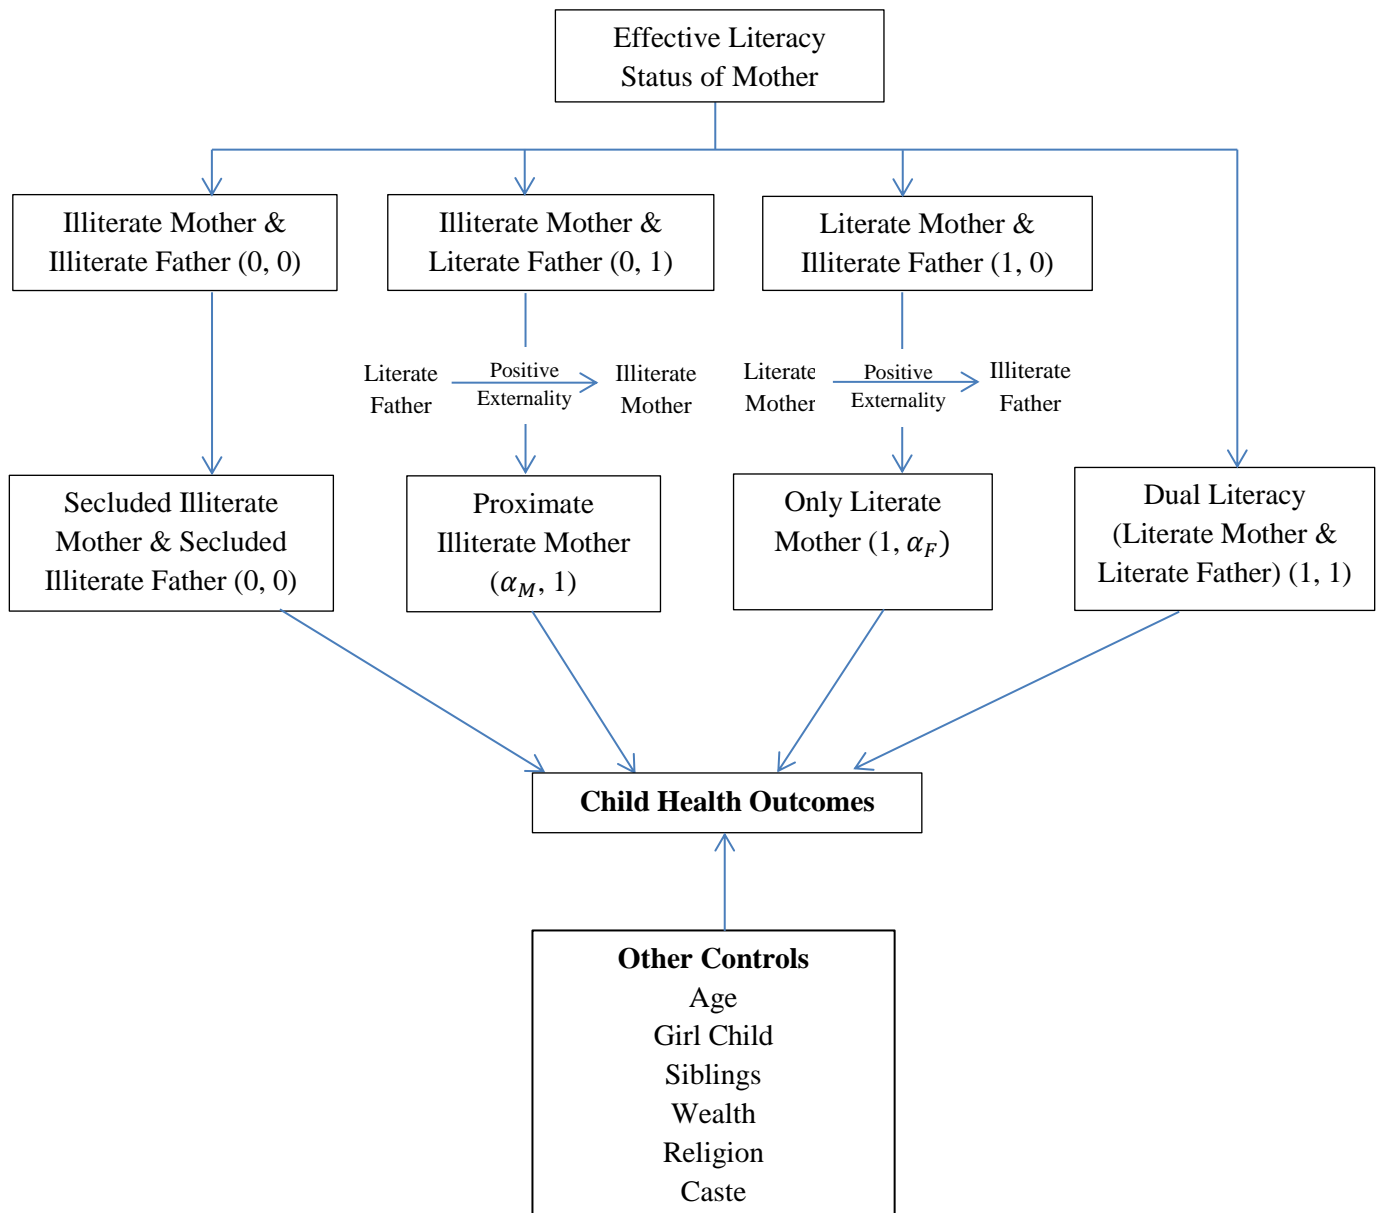 Effective Literacy
Status of Mother
Illiterate Mother &
Illiterate Father (0, 0)
Illiterate Mother &
Literate Father (0, 1)
Literate Mother &
Illiterate Father (1, 0)
Literate
Father
Positive
Externality
Illiterate
Mother
Literate
Mother
Positive
Externality
Illiterate
Father
Secluded Illiterate
Mother & Secluded
Illiterate Father (0, 0)
Proximate
Illiterate Mother
(α_M, 1)
Only Literate
Mother (1, α_F)
Dual Literacy
(Literate Mother &
Literate Father) (1, 1)
Child Health Outcomes
Other Controls
Age
Girl Child
Siblings
Wealth
Religion
Caste